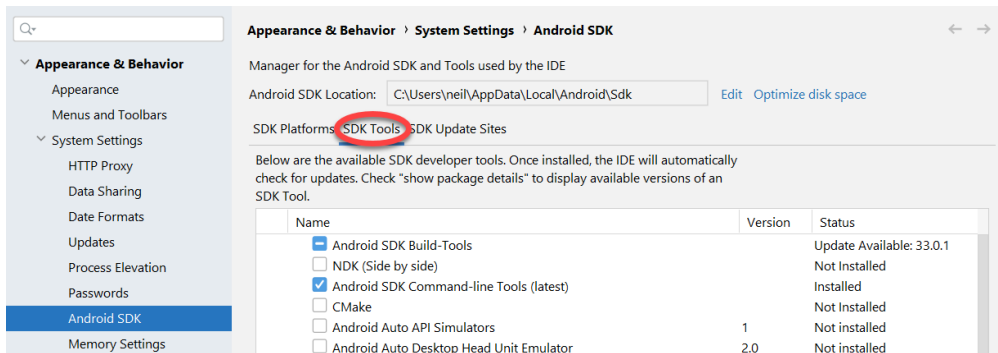 Appearance & Behavior › System Settings › Android SDK
Appearance & Behavior
Appearance
Menus and Toolbars
System Settings
HTTP Proxy
Data Sharing
Date Formats
Updates
Process Elevation
Passwords
Android SDK
Memory Settings
Manager for the Android SDK and Tools used by the IDE
Android SDK Location: C:\Users\neil\AppData\Local\Android\Sdk Edit Optimize disk space
SDK Platforms SDK Tools SDK Update Sites
Below are the available SDK developer tools. Once installed, the IDE will automatically
check for updates. Check "show package details" to display available versions of an
SDK Tool.
Name Version Status
Android SDK Build-Tools Update Available: 33.0.1
NDK (Side by side) Not Installed
Android SDK Command-line Tools (latest) Installed
CMake Not Installed
Android Auto API Simulators 1 Not installed
Android Auto Desktop Head Unit Emulator 2.0 Not installed